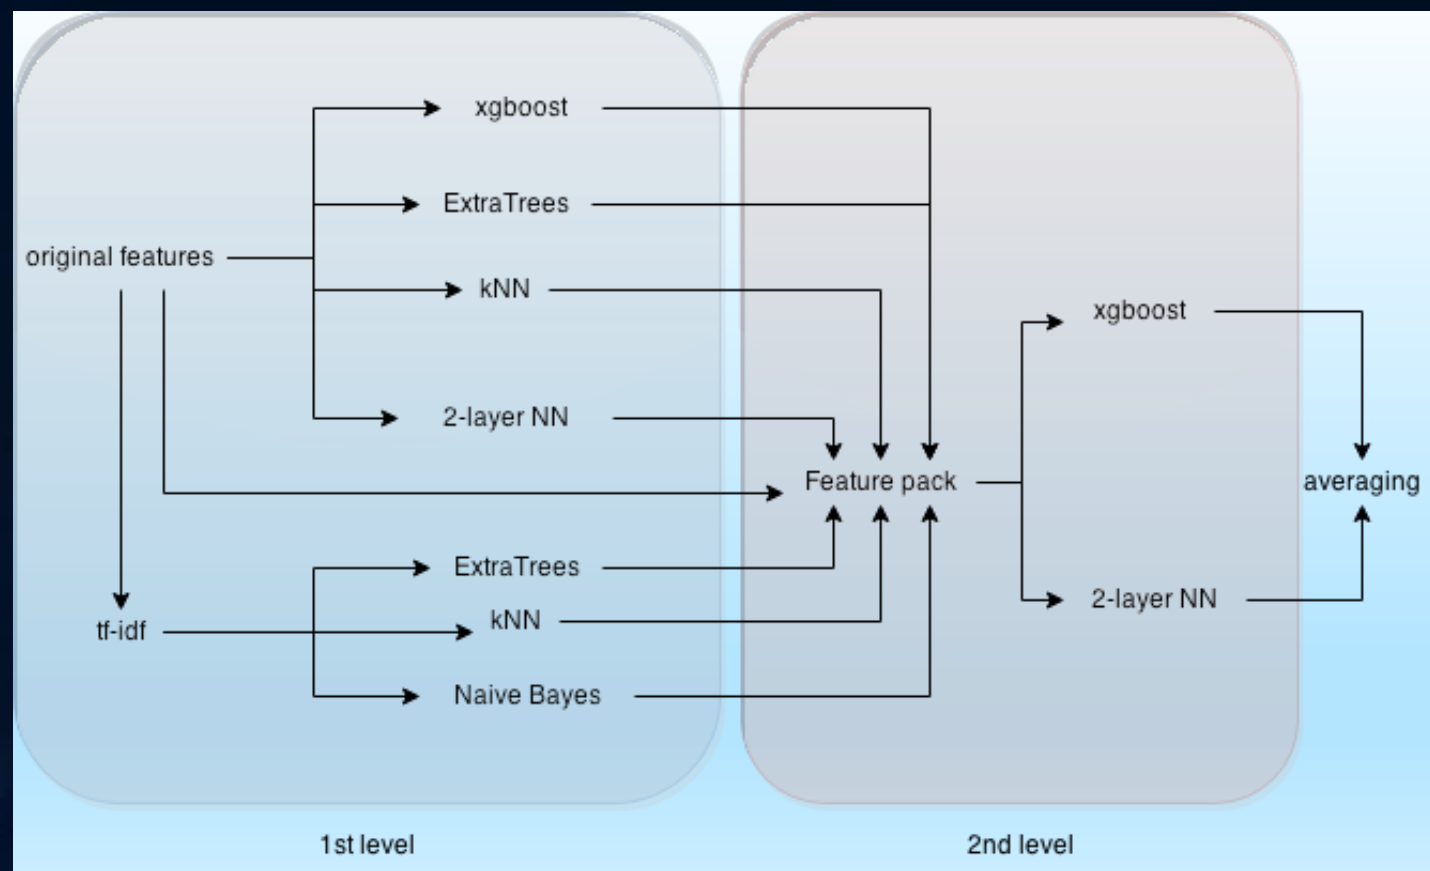 xgboost
ExtraTrees
original features
kNN
xgboost
2-layer NN
Feature pack
averaging
ExtraTrees
kNN
2-layer NN
tf-idf
Naive Bayes
1st level
2nd level